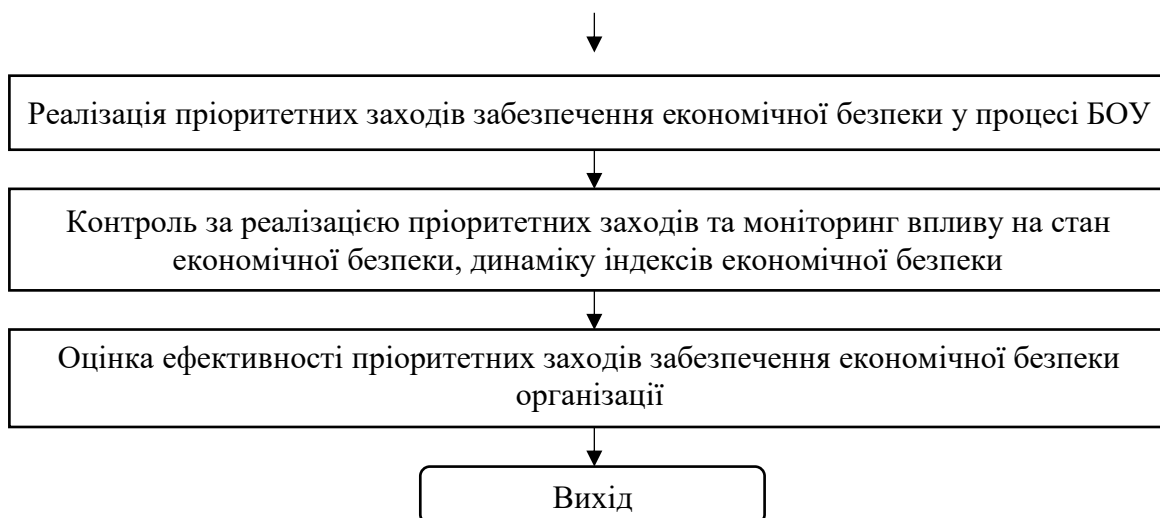 Реалізація пріоритетних заходів забезпечення економічної безпеки у процесі БОУ
Контроль за реалізацією пріоритетних заходів та моніторинг впливу на стан
економічної безпеки, динаміку індексів економічної безпеки
Оцінка ефективності пріоритетних заходів забезпечення економічної безпеки
організації
Вихід